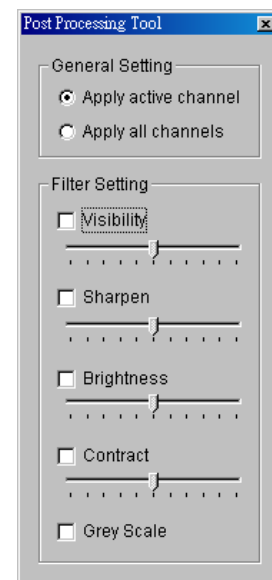 Post Processing Tool
General Setting
Apply active channel
Apply all channels
Filter Setting
Visibility
Sharpen
Brightness
Contract
Grey Scale